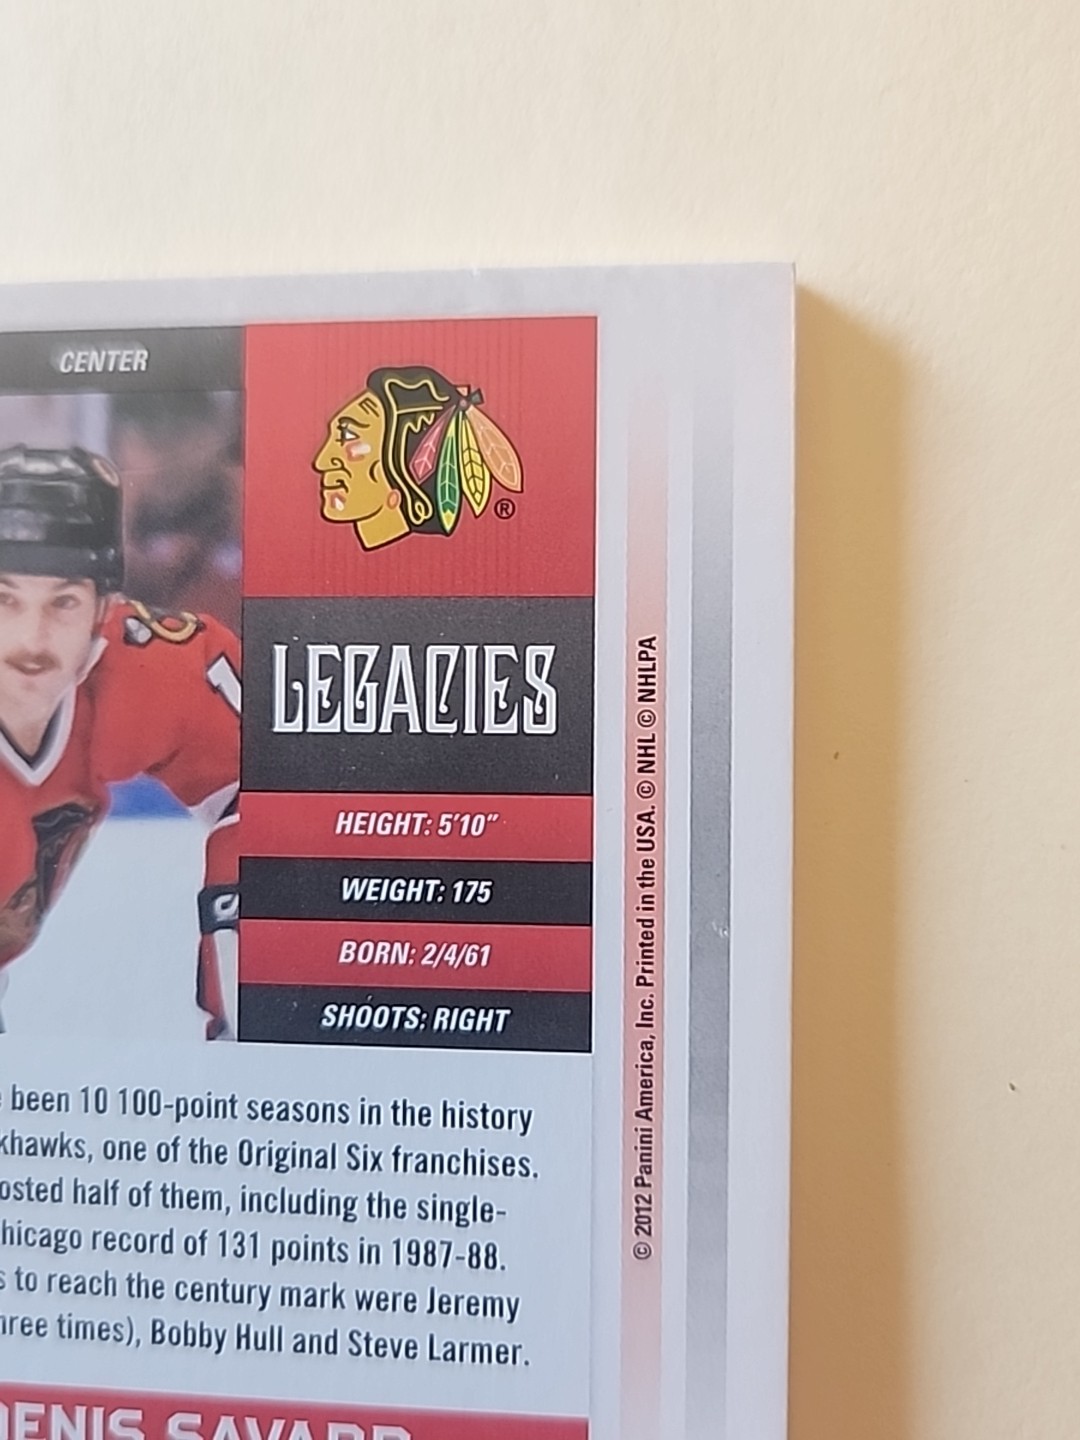 CENTER
®
LEGACIES
HEIGHT: 5'10"
WEIGHT: 175
BORN: 2/4/61
SHOOTS: RIGHT
been 10 100-point seasons in the history
khawks, one of the Original Six franchises.
osted half of them, including the single-
hicago record of 131 points in 1987-88.
s to reach the century mark were Jeremy
hree times), Bobby Hull and Steve Larmer.
DENIS SAVARD
© 2012 Panini America, Inc. Printed in the USA. © NHL © NHLPA